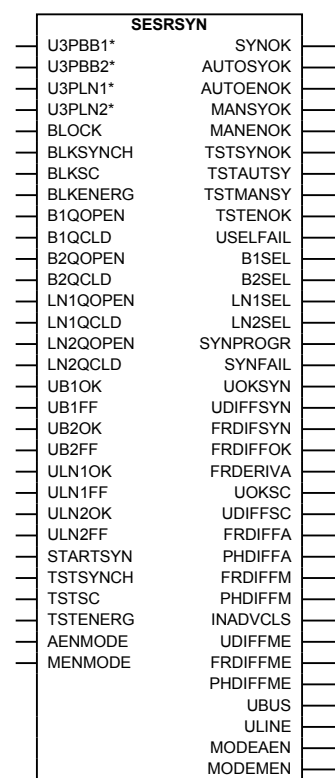 SESRSYN
U3PBB1* SYNOK
U3PBB2* AUTOSYOK
U3PLN1* AUTOENOK
U3PLN2* MANSYOK
BLOCK MANENOK
BLKSYNCH TSTSYNOK
BLKSC TSTAUTSY
BLKENERG TSTMANSY
B1QOPEN TSTENOK
B1QCLD USELFAIL
B2QOPEN B1SEL
B2QCLD B2SEL
LN1QOPEN LN1SEL
LN1QCLD LN2SEL
LN2QOPEN SYNPROGR
LN2QCLD SYNFAIL
UB1OK UOKSYN
UB1FF UDIFFSYN
UB2OK FRDIFSYN
UB2FF FRDIFFOK
ULN1OK FRDERIVA
ULN1FF UOKSC
ULN2OK UDIFFSC
ULN2FF FRDIFFA
STARTSYN PHDIFFA
TSTSYNCH FRDIFFM
TSTSC PHDIFFM
TSTENERG INADVCLS
AENMODE UDIFFME
MENMODE FRDIFFME
PHDIFFME
UBUS
ULINE
MODEAEN
MODEMEN